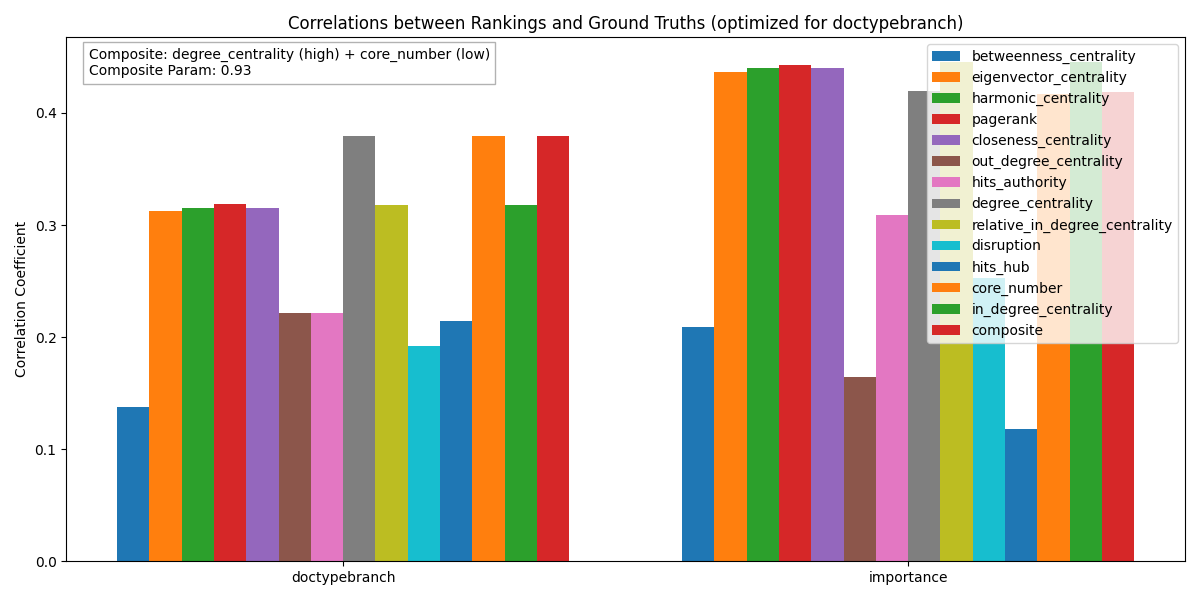 Correlations between Rankings and Ground Truths (optimized for doctypebranch)
Composite: degree_centrality (high) + core_number (low)
Composite Param: 0.93
betweenness_centrality
eigenvector_centrality
harmonic_centrality
pagerank
closeness_centrality
out_degree_centrality
hits_authority
degree_centrality
relative_in_degree_centrality
disruption
hits_hub
core_number
in_degree_centrality
composite
Correlation Coefficient
0.4
0.3
0.2
0.1
0.0
doctypebranch
importance